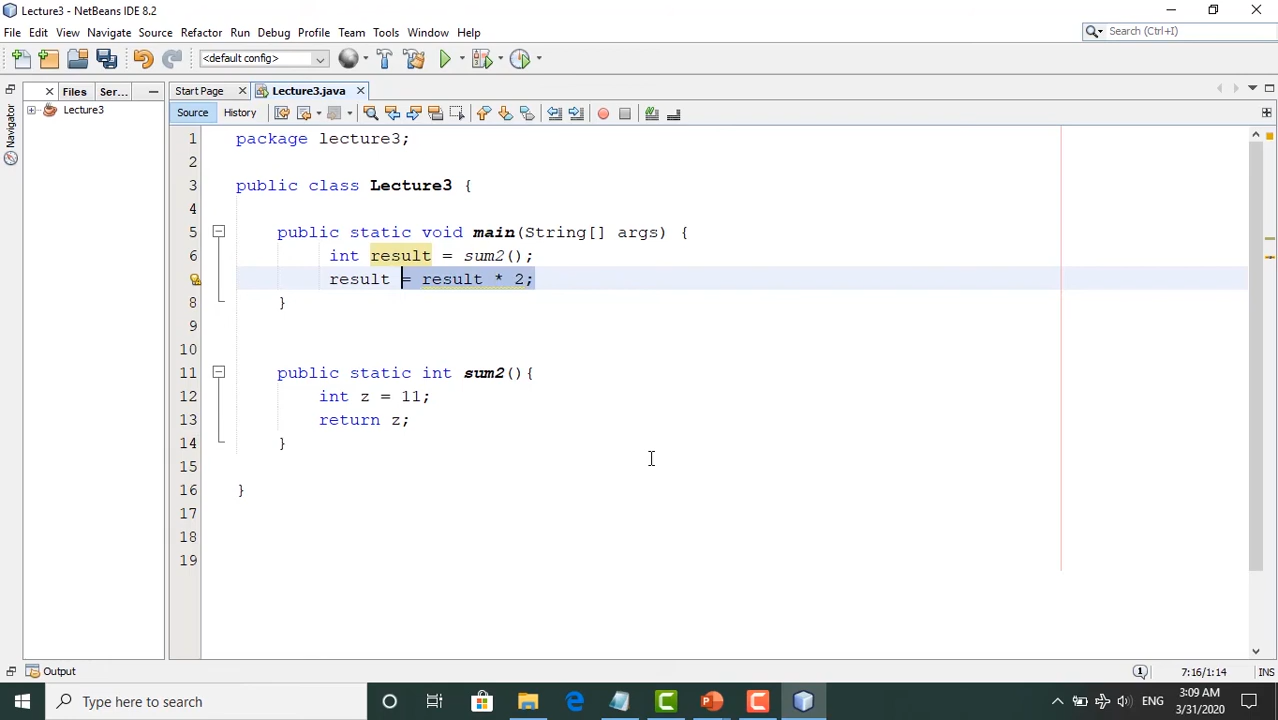 Lecture3 - NetBeans IDE 8.2
File Edit View Navigate Source Refactor Run Debug Profile Team Tools Window Help
Search (Ctrl+I)
<default config>
Files Ser...
Start Page Lecture3.java
Navigator
Lecture3
Source History
1 package lecture3;
2
3 public class Lecture3 {
4
5 public static void main(String[] args) {
6 int result = sum2();
result = result * 2;
8 }
9
10
11 public static int sum2(){
12 int z = 11;
13 return z;
14 }
15
16 }
17
18
19
Output
1 7:16/1:14 INS
Type here to search
ENG
3:09 AM
3/31/2020